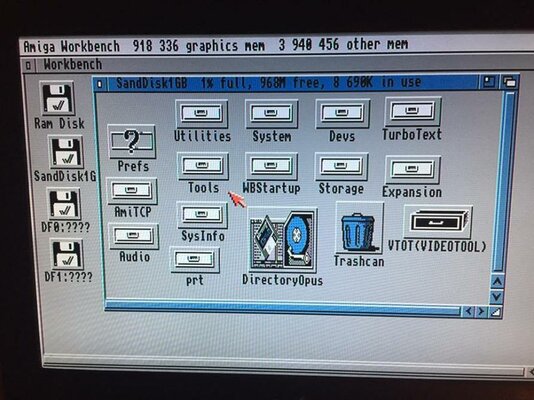 Amiga Workbench 918 336 graphics mem 3 940 456 other mem
Workbench
SanDisk1GB 1% full, 968M free, 8 690K in use
Ram Disk
SandDisk1G
DF0:????
DF1:????
Utilities System Devs TurboText
Prefs
Tools WBStartup Storage Expansion
AmiTCP
SysInfo
VTOT(VIDEOTOOL)
Audio
Trashcan
prt
DirectoryOpus